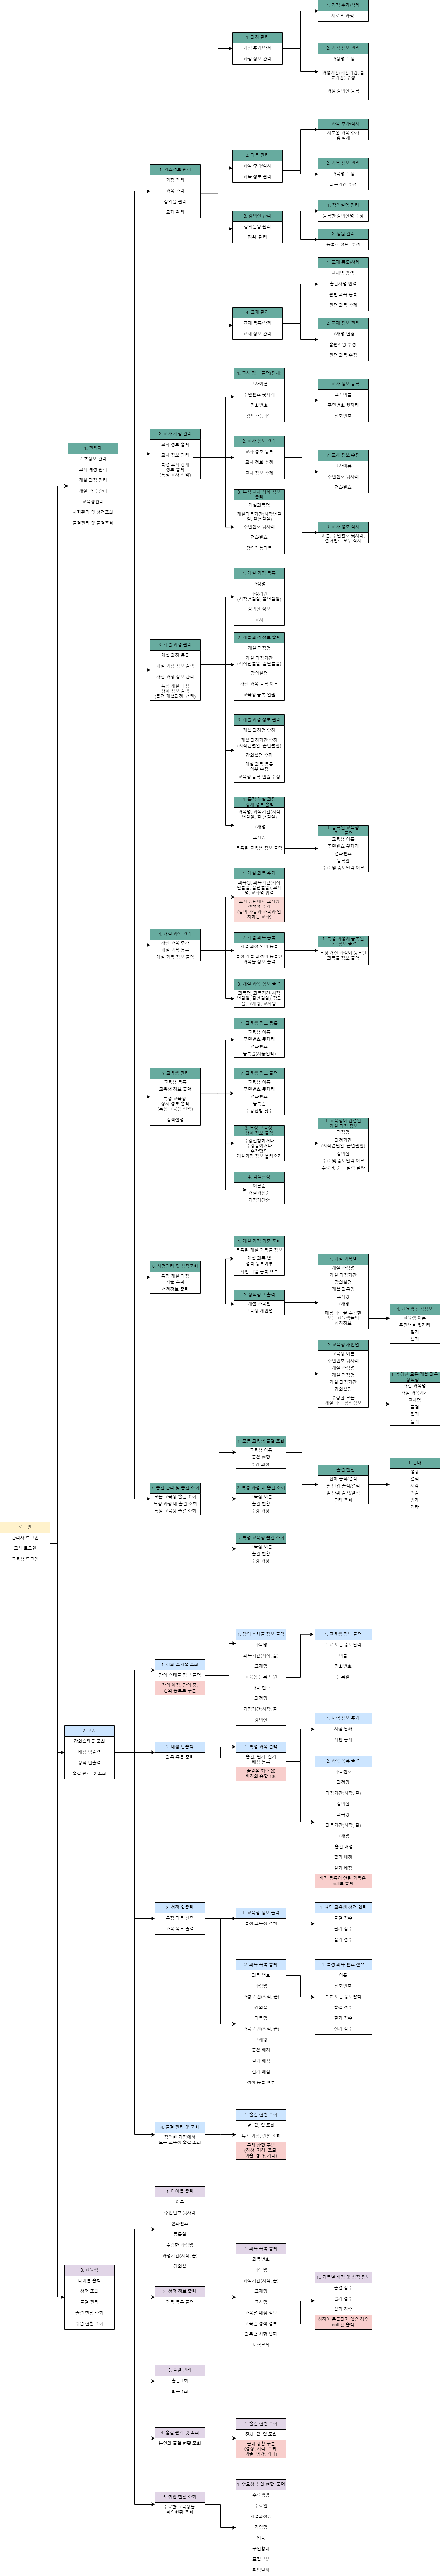 로그인
관리자 로그인
교사 로그인
교육생 로그인
1. 관리자
기초정보 관리
교사 계정 관리
개설 과정 관리
개설 과목 관리
교육생관리
시험관리 및 성적조회
출결관리 및 출결조회
1. 기초정보 관리
과정 관리
과목 관리
강의실 관리
교재 관리
1. 과정 관리
과정 추가/삭제
과정 정보 관리
1. 과정 추가/삭제
새로운 과정
2. 과정 정보 관리
과정명 수정
과정기간(시간기간, 종
료기간) 수정
과정 강의실 등록
2. 과목 관리
과목 추가/삭제
과목 정보 관리
1. 과목 추가/삭제
새로운 과목 추가
및 삭제
2. 과목 정보 관리
과목명 수정
과목기간 수정
3. 강의실 관리
강의실명 관리
정원 관리
1. 강의실명 관리
등록한 강의실명 수정
2. 정원 관리
등록한 정원 수정
4. 교재 관리
교재 등록/삭제
교재 정보 관리
1. 교재 등록/삭제
교재명 입력
출판사명 입력
관련 과목 등록
관련 과목 삭제
2. 교재 정보 관리
교재명 변경
출판사명 수정
관련 과목 수정
2. 교사 계정 관리
교사 정보 출력
교사 정보 관리
특정 교사 상세
정보 출력
(특정 교사 선택)
1. 교사 정보 출력(전체)
교사이름
주민번호 뒷자리
전화번호
강의가능과목
2. 교사 정보 관리
교사 정보 등록
교사 정보 수정
교사 정보 삭제
1. 교사 정보 등록
교사이름
주민번호 뒷자리
전화번호
2. 교사 정보 수정
교사이름
주민번호 뒷자리
전화번호
3. 교사 정보 삭제
이름, 주민번호 뒷자리,
전화번호 모두 삭제
3. 특정 교사 상세 정보
출력
개설과목명
개설과목기간(시작년월
일, 끝년월일)
주민번호 뒷자리
전화번호
강의가능과목
3. 개설 과정 관리
개설 과정 등록
개설 과정 정보 출력
개설 과정 정보 관리
특정 개설 과정
상세 정보 출력
(특정 개설과정 선택)
1. 개설 과정 등록
과정명
과정기간
(시작년월일, 끝년월일)
강의실 정보
교사
2. 개설 과정 정보 출력
개설 과정명
개설 과정기간
(시작년월일, 끝년월일)
강의실명
개설 과목 등록 여부
교육생 등록 인원
3. 개설 과정 정보 관리
개설 과정명 수정
개설 과정기간 수정
(시작년월일, 끝년월일)
강의실명 수정
개설 과목 등록
여부 수정
교육생 등록 인원 수정
4. 특정 개설 과정
상세 정보 출력
과목명, 과목기간(시작
년월일, 끝 년월일)
교재명
교사명
등록된 교육생 정보 출력
1. 등록된 교육생
정보 출력
교육생 이름
주민번호 뒷자리
전화번호
등록일
수료 및 중도탈락 여부
4. 개설 과목 관리
개설 과목 추가
개설 과목 등록
개설 과목 정보 출력
1. 개설 과목 추가
과목명, 과목기간(시작
년월일, 끝년월일), 교재
명, 교사명 입력
교사 명단에서 교사명
선택적 추가
(강의 가능과 과목과 일
치하는 교사)
2. 개설 과목 등록
개설 과정 안에 등록
특정 개설 과정에 등록된
과목들 정보 출력
1. 특정 과정에 등록된
과목정보 출력
특정 개설 과정에 등록된
과목들 정보 출력
3. 개설 과목 정보 출력
과목명, 과목기간(시작
년월일, 끝년월일), 강의
실, 교재명, 교사명
5. 교육생 관리
교육생 등록
교육생 정보 출력
특정 교육생
상세 정보 출력
(특정 교육생 선택)
검색설정
1. 교육생 정보 등록
교육생 이름
주민번호 뒷자리
전화번호
등록일(자동입력)
2. 교육생 정보 출력
교육생 이름
주민번호 뒷자리
전화번호
등록일
수강신청 횟수
3. 특정 교육생
상세 정보 출력
수강신청하거나
수강중이거나
수강한의
개설과정 정보 불러오기
1. 교육생이 관련된
개설 과정 정보
과정명
과정기간
(시작년월일, 끝년월일)
강의실
수료 및 중도탈락 여부
수료 및 중도 탈락 날짜
4. 검색설정
이름순
개설과정순
과정기간순
6. 시험관리 및 성적조회
특정 개설 과정
기준 조회
성적정보 출력
1. 개설 과정 기준 조회
등록된 개설 과목들 정보
개설 과목 별
성적 등록여부
시험 파일 등록 여부
2. 성적정보 출력
개설 과목별
교육생 개인별
1. 개설 과목별
개설 과정명
개설 과정기간
강의실명
개설 과목명
교사명
교재명
해당 과목을 수강한
모든 교육생들의
성적정보
1. 교육생 성적정보
교육생 이름
주민번호 뒷자리
필기
실기
2. 교육생 개인별
교육생 이름
주민번호 뒷자리
개설 과정명
개설 과정명
개설 과정기간
강의실명
수강한 모든
개설 과목 성적정보
1. 수강한 모든 개설 과목
성적정보
개설 과목명
개설 과목기간
교사명
출결
필기
실기
7. 출결 관리 및 출결 조회
모든 교육생 출결 조회
특정 과정 내 출결 조회
특정 교육생 출결 조회
1. 모든 교육생 출결 조회
교육생 이름
출결 현황
수강 과정
2. 특정 과정 내 출결 조회
교육생 이름
출결 현황
수강 과정
3. 특정 교육생 출결 조회
교육생 이름
출결 현황
수강 과정
1. 출결 현황
전체 출석/결석
월 단위 출석/결석
일 단위 출석/결석
근태 조회
1. 근태
정상
결석
지각
외출
병가
기타
2. 교사
강의스케줄 조회
배점 입출력
성적 입출력
출결 관리 및 조회
1. 강의 스케줄 조회
강의 스케줄 정보 출력
강의 예정, 강의 중,
강의 종료로 구분
1. 강의 스케줄 정보 출력
과목명
과목기간(시작, 끝)
교재명
교육생 등록 인원
과목 번호
과정명
과정기간(시작, 끝)
강의실
1. 교육생 정보 출력
수료 또는 중도탈락
이름
전화번호
등록일
2. 배점 입출력
과목 목록 출력
1. 특정 과목 선택
출결, 필기, 실기
배점 등록
출결은 최소 20
배점의 총합 100
1. 시험 정보 추가
시험 날짜
시험 문제
2. 과목 목록 출력
과목번호
과정명
과정기간(시작, 끝)
강의실
과목명
과목기간(시작, 끝)
교재명
출결 배점
필기 배점
실기 배점
배점 등록이 안된 과목은
null로 출력
3. 성적 입출력
특정 과목 선택
과목 목록 출력
1. 교육생 정보 출력
특정 교육생 선택
1. 해당 교육생 성적 입력
출결 점수
필기 점수
실기 점수
2. 과목 목록 출력
과목 번호
과정명
과정 기간(시작, 끝)
강의실
과목명
과목 기간(시작, 끝)
교재명
출결 배점
필기 배점
실기 배점
성적 등록 여부
1. 특정 과목 번호 선택
이름
전화번호
수료 또는 중도탈락
출결 점수
필기 점수
실기 점수
4. 출결 관리 및 조회
강의한 과정에서
모든 교육생 출결 조회
1. 출결 현황 조회
년, 월, 일 조회
특정 과정, 인원 조회
근태 상황 구분
(정상, 지각, 조퇴,
외출, 병가, 기타)
3. 교육생
타이틀 출력
성적 조회
출결 관리
출결 현황 조회
취업 현황 조회
1. 타이틀 출력
이름
주민번호 뒷자리
전화번호
등록일
수강한 과정명
과정기간(시작, 끝)
강의실
2. 성적 정보 출력
과목 목록 출력
1. 과목 목록 출력
과목번호
과목명
과목기간(시작, 끝)
교재명
교사명
과목별 배점 정보
과목별 성적 정보
과목별 시험 날짜
시험문제
1. 과목별 배점 및 성적 정보
출결 점수
필기 점수
실기 점수
성적이 등록되지 않은 경우
null 값 출력
3. 출결 관리
출근 1회
퇴근 1회
4. 출결 관리 및 조회
본인의 출결 현황 조회
1. 출결 현황 조회
전체, 월, 일 조회
근태 상황 구분
(정상, 지각, 조퇴,
외출, 병가, 기타)
5. 취업 현황 조회
수료한 교육생들
취업현황 조회
1. 수료생 취업 현황 출력
수료생명
수료일
개설과정명
기업명
업종
구인형태
모집부분
취업날짜